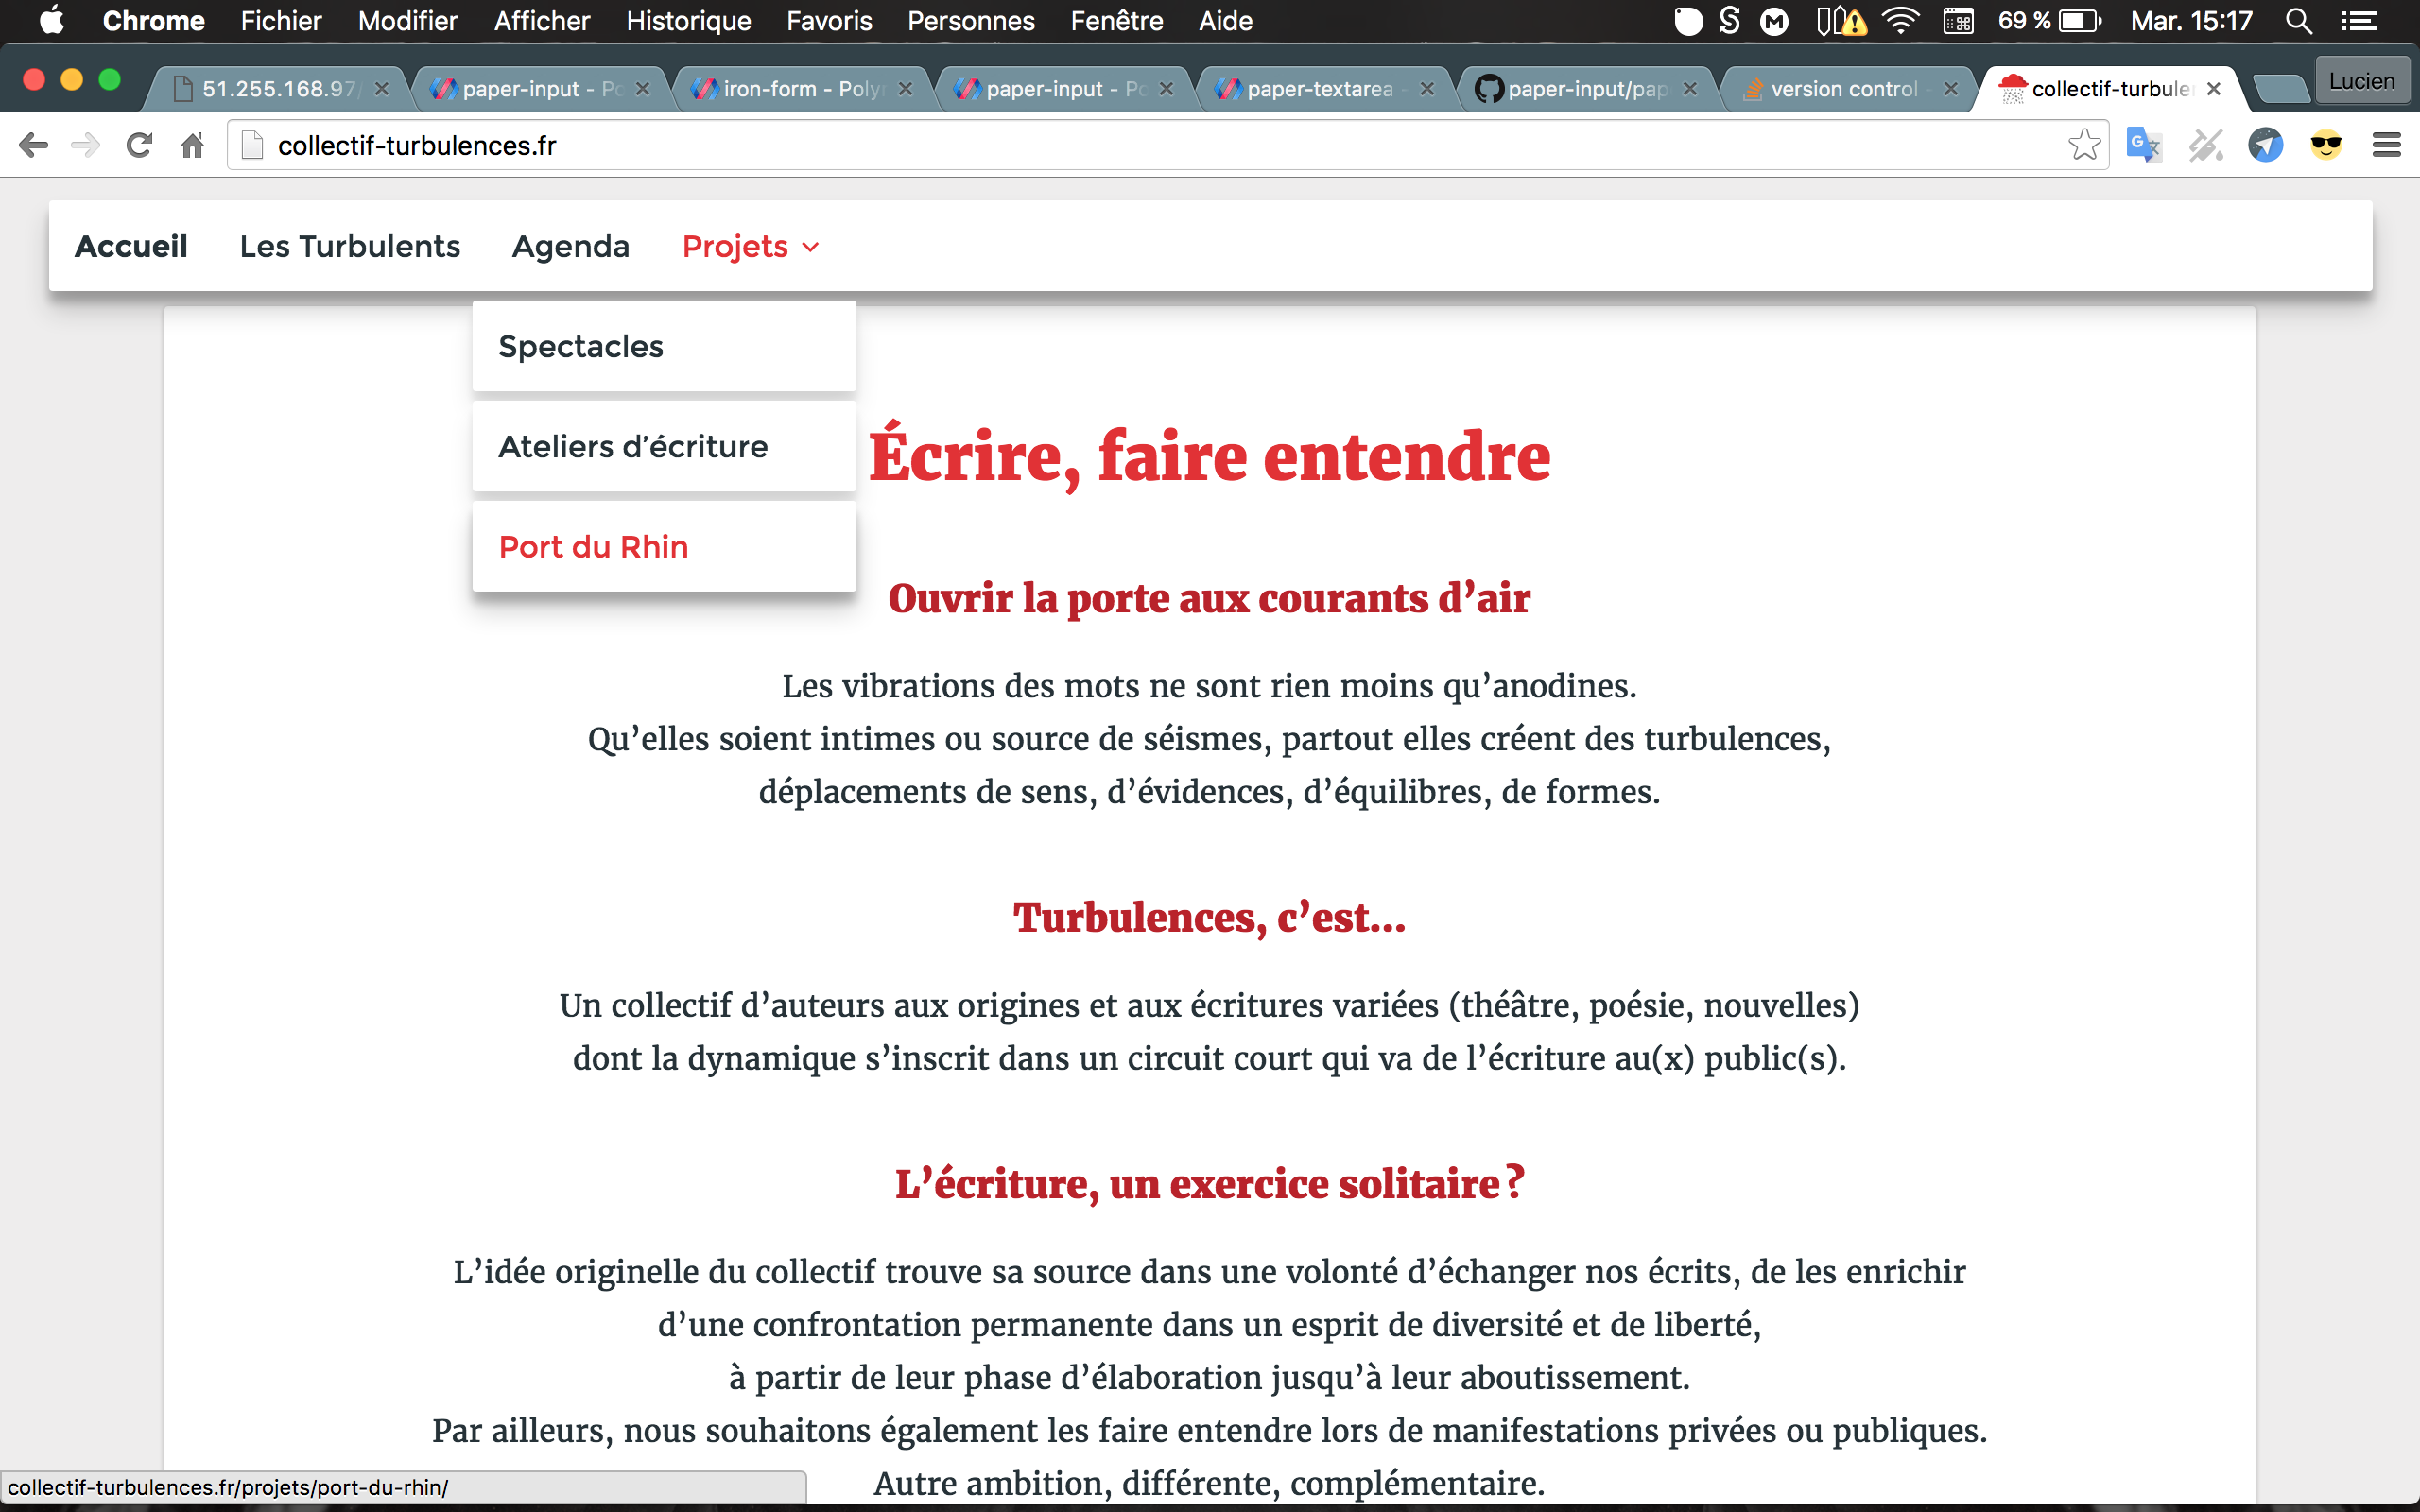 Chrome Fichier Modifier Afficher Historique Favoris Personnes Fenêtre Aide 69 % Mar. 15:17
51.255.168.97/ paper-input - Po iron-form - Poly paper-input - Po paper-textarea - paper-input/pap version control - collectif-turbule Lucien
collectif-turbulences.fr
Accueil Les Turbulents Agenda Projets
Spectacles
Ateliers d’écriture
Port du Rhin
Écrire, faire entendre
Ouvrir la porte aux courants d’air
Les vibrations des mots ne sont rien moins qu’anodines.
Qu’elles soient intimes ou source de séismes, partout elles créent des turbulences,
déplacements de sens, d’évidences, d’équilibres, de formes.
Turbulences, c’est…
Un collectif d’auteurs aux origines et aux écritures variées (théâtre, poésie, nouvelles)
dont la dynamique s’inscrit dans un circuit court qui va de l’écriture au(x) public(s).
L’écriture, un exercice solitaire ?
L’idée originelle du collectif trouve sa source dans une volonté d’échanger nos écrits, de les enrichir
d’une confrontation permanente dans un esprit de diversité et de liberté,
à partir de leur phase d’élaboration jusqu’à leur aboutissement.
Par ailleurs, nous souhaitons également les faire entendre lors de manifestations privées ou publiques.
Autre ambition, différente, complémentaire.
collectif-turbulences.fr/projets/port-du-rhin/